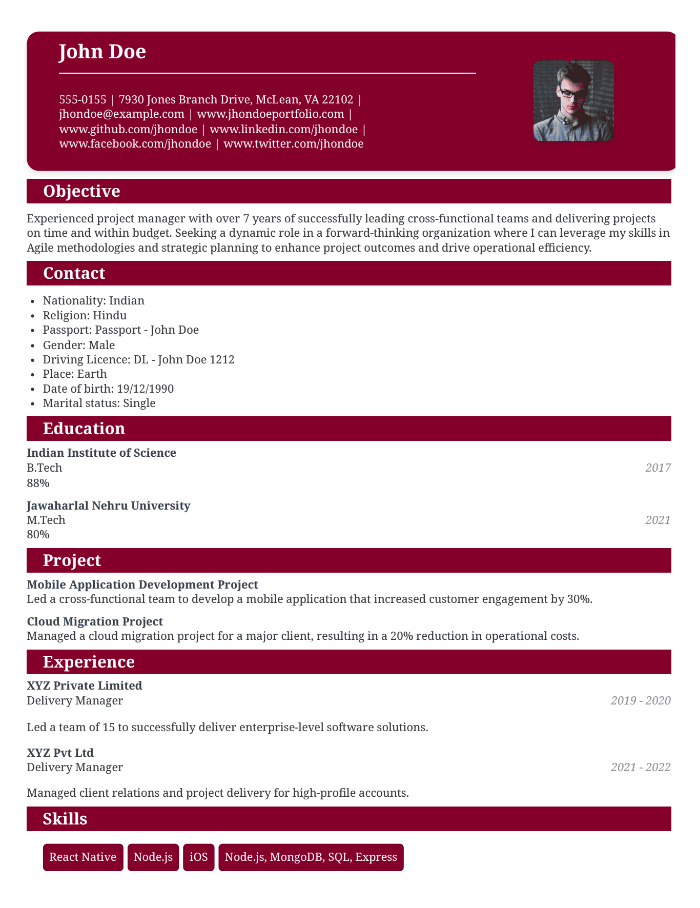 John Doe
555-0155 | 7930 Jones Branch Drive, McLean, VA 22102 |
jhondoe@example.com | www.jhondoeportfolio.com |
www.github.com/jhondoe | www.linkedin.com/jhondoe |
www.facebook.com/jhondoe | www.twitter.com/jhondoe
Objective
Experienced project manager with over 7 years of successfully leading cross-functional teams and delivering projects
on time and within budget. Seeking a dynamic role in a forward-thinking organization where I can leverage my skills in
Agile methodologies and strategic planning to enhance project outcomes and drive operational efficiency.
Contact
• Nationality: Indian
• Religion: Hindu
• Passport: Passport - John Doe
• Gender: Male
• Driving Licence: DL - John Doe 1212
• Place: Earth
• Date of birth: 19/12/1990
• Marital status: Single
Education
Indian Institute of Science
B.Tech 2017
88%
Jawaharlal Nehru University
M.Tech 2021
80%
Project
Mobile Application Development Project
Led a cross-functional team to develop a mobile application that increased customer engagement by 30%.
Cloud Migration Project
Managed a cloud migration project for a major client, resulting in a 20% reduction in operational costs.
Experience
XYZ Private Limited
Delivery Manager 2019 - 2020
Led a team of 15 to successfully deliver enterprise-level software solutions.
XYZ Pvt Ltd
Delivery Manager 2021 - 2022
Managed client relations and project delivery for high-profile accounts.
Skills
React Native Node.js iOS Node.js, MongoDB, SQL, Express